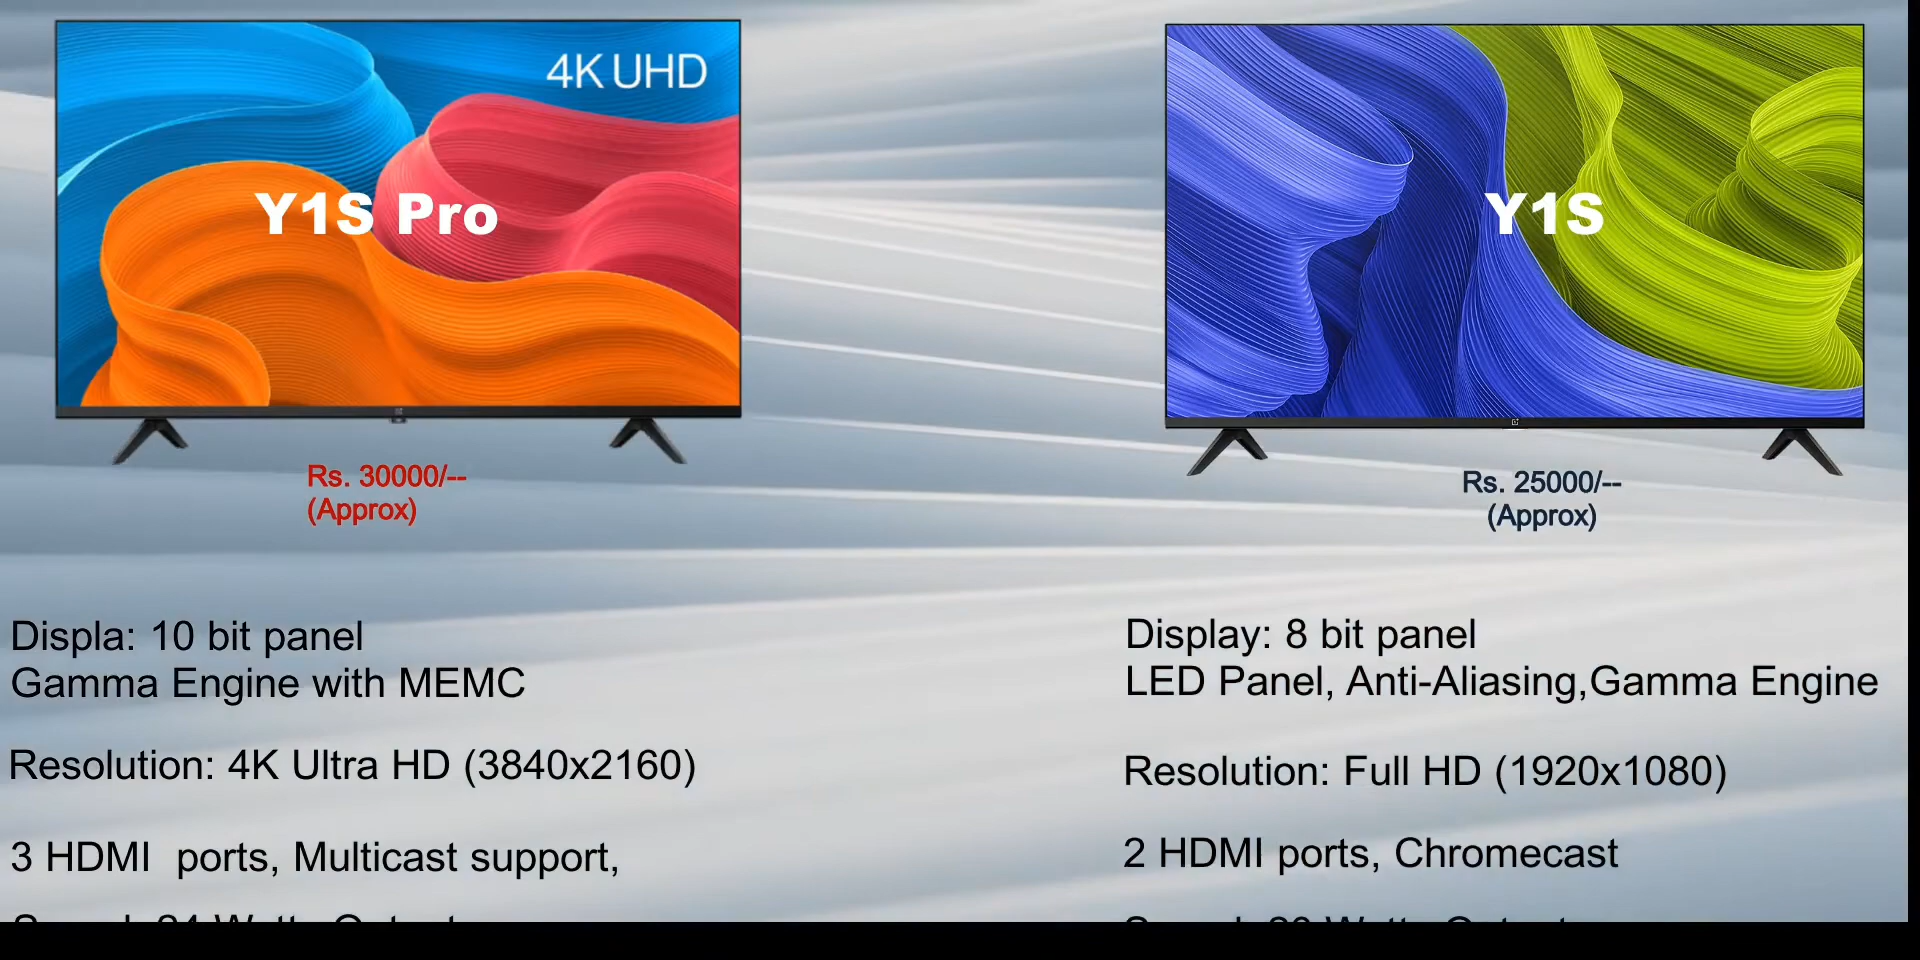 4K UHD
Y1S Pro
Rs. 30000/--
(Approx)
Displa: 10 bit panel
Gamma Engine with MEMC
Resolution: 4K Ultra HD (3840x2160)
3 HDMI  ports, Multicast support,
Y1S
Rs. 25000/--
(Approx)
Display: 8 bit panel
LED Panel, Anti-Aliasing,Gamma Engine
Resolution: Full HD (1920x1080)
2 HDMI ports, Chromecast